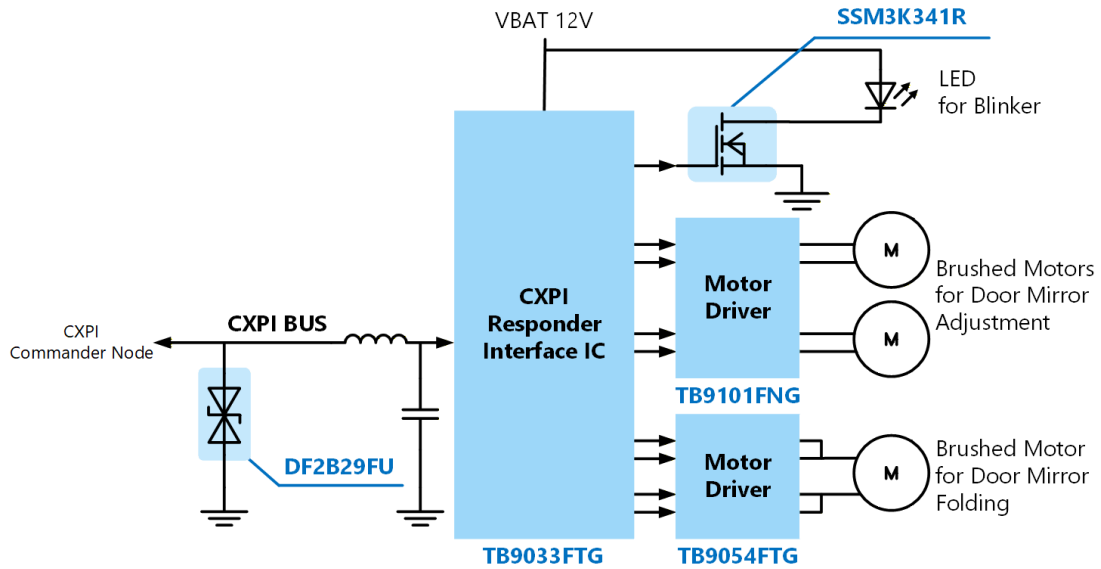 VBAT 12V
SSM3K341R
LED
for Blinker
CXPI
Responder
Interface IC
Motor
Driver
M
M
Brushed Motors
for Door Mirror
Adjustment
CXPI
Commander Node
CXPI BUS
TB9101FNG
DF2B29FU
Motor
Driver
M
Brushed Motor
for Door Mirror
Folding
TB9033FTG
TB9054FTG